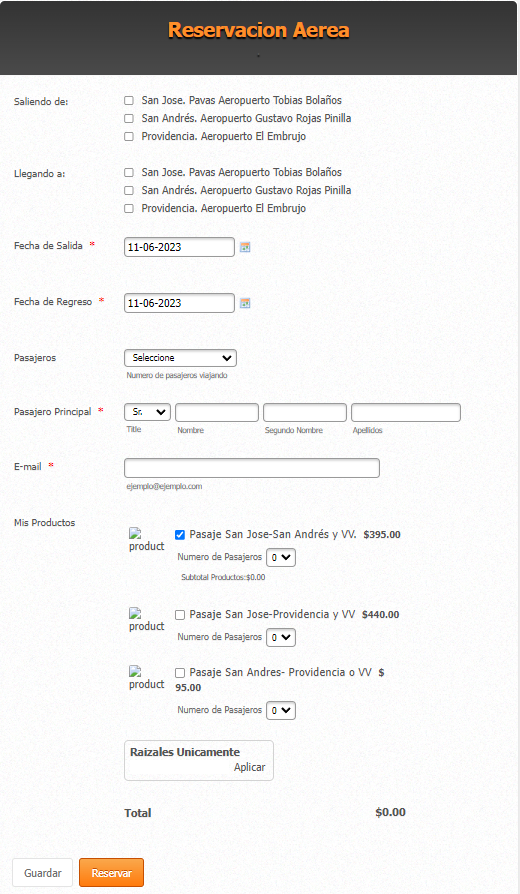 Reservacion Aerea
.
Saliendo de:
San Jose. Pavas Aeropuerto Tobias Bolaños
San Andrés. Aeropuerto Gustavo Rojas Pinilla
Providencia. Aeropuerto El Embrujo
Llegando a:
San Jose. Pavas Aeropuerto Tobias Bolaños
San Andrés. Aeropuerto Gustavo Rojas Pinilla
Providencia. Aeropuerto El Embrujo
Fecha de Salida *
11-06-2023
Fecha de Regreso *
11-06-2023
Pasajeros
Seleccione
Numero de pasajeros viajando
Pasajero Principal *
Sr.
Title Nombre Segundo Nombre Apellidos
E-mail *
ejemplo@ejemplo.com
Mis Productos
product
Pasaje San Jose-San Andrés y VV. $395.00
Numero de Pasajeros 0
Subtotal Productos:$0.00
product
Pasaje San Jose-Providencia y VV $440.00
Numero de Pasajeros 0
product
Pasaje San Andres- Providencia o VV $
95.00
Numero de Pasajeros 0
Raizales Unicamente
Aplicar
Total $0.00
Guardar Reservar